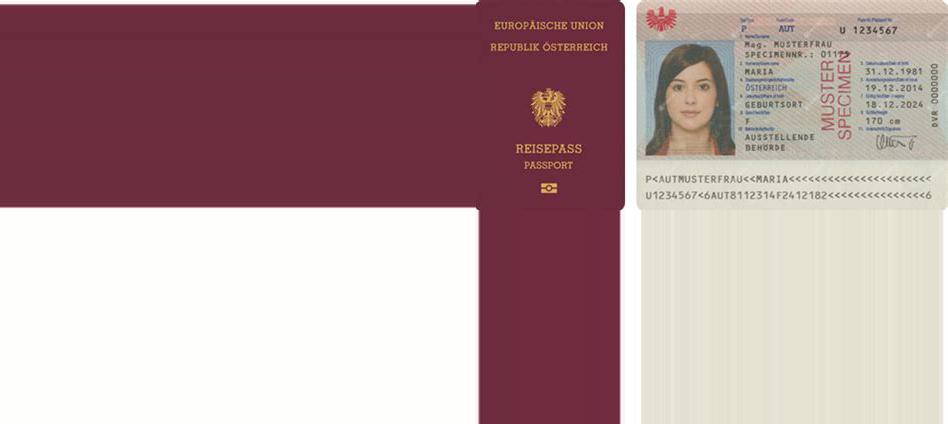 EUROPÄISCHE UNION
REPUBLIK ÖSTERREICH
REISEPASS
PASSPORT
P AUT U 1234567
Mag. MUSTERFRAU
SPECIMENNR.: 01175
MARIA 31.12.1981
ÖSTERREICH 19.12.2014
GEBURTSORT 18.12.2024
F 170 cm
AUSSTELLENDE
BEHÖRDE
MUSTER
SPECIMEN
DVR 0000000
P<AUTMUSTERFRAU<<MARIA<<<<<<<<<<<<<<<<<<<<<<
U1234567<6AUT8112314F2412182<<<<<<<<<<<<<<<6